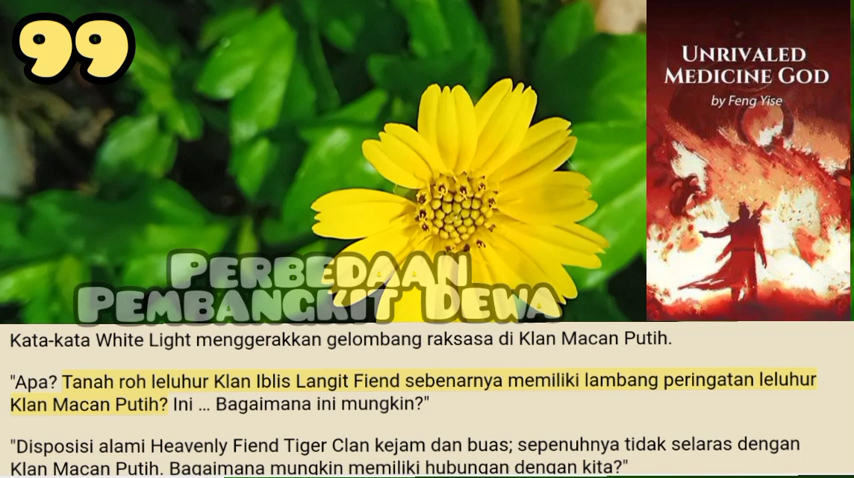 99
UNRIVALED
MEDICINE GOD
by Feng Yise
PERBEDAAN
PEMBANGKIT DEWA
Kata-kata White Light menggerakkan gelombang raksasa di Klan Macan Putih.
"Apa? Tanah roh leluhur Klan Iblis Langit Fiend sebenarnya memiliki lambang peringatan leluhur
Klan Macan Putih? Ini ... Bagaimana ini mungkin?"
"Disposisi alami Heavenly Fiend Tiger Clan kejam dan buas; sepenuhnya tidak selaras dengan
Klan Macan Putih. Bagaimana mungkin memiliki hubungan dengan kita?"